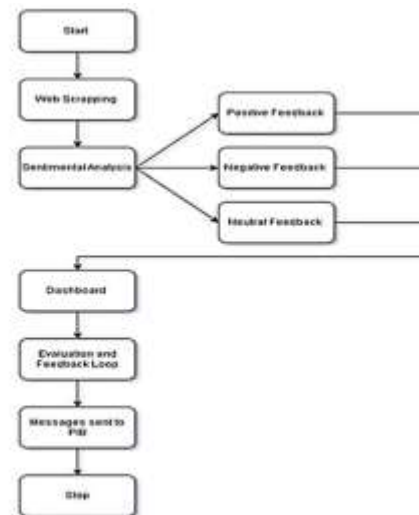 Start
Web Scrapping
Sentimental Analysis
Positive Feedback
Negative Feedback
Neutral Feedback
Dashboard
Evaluation and
Feedback Loop
Messages sent to
PIB
Stop